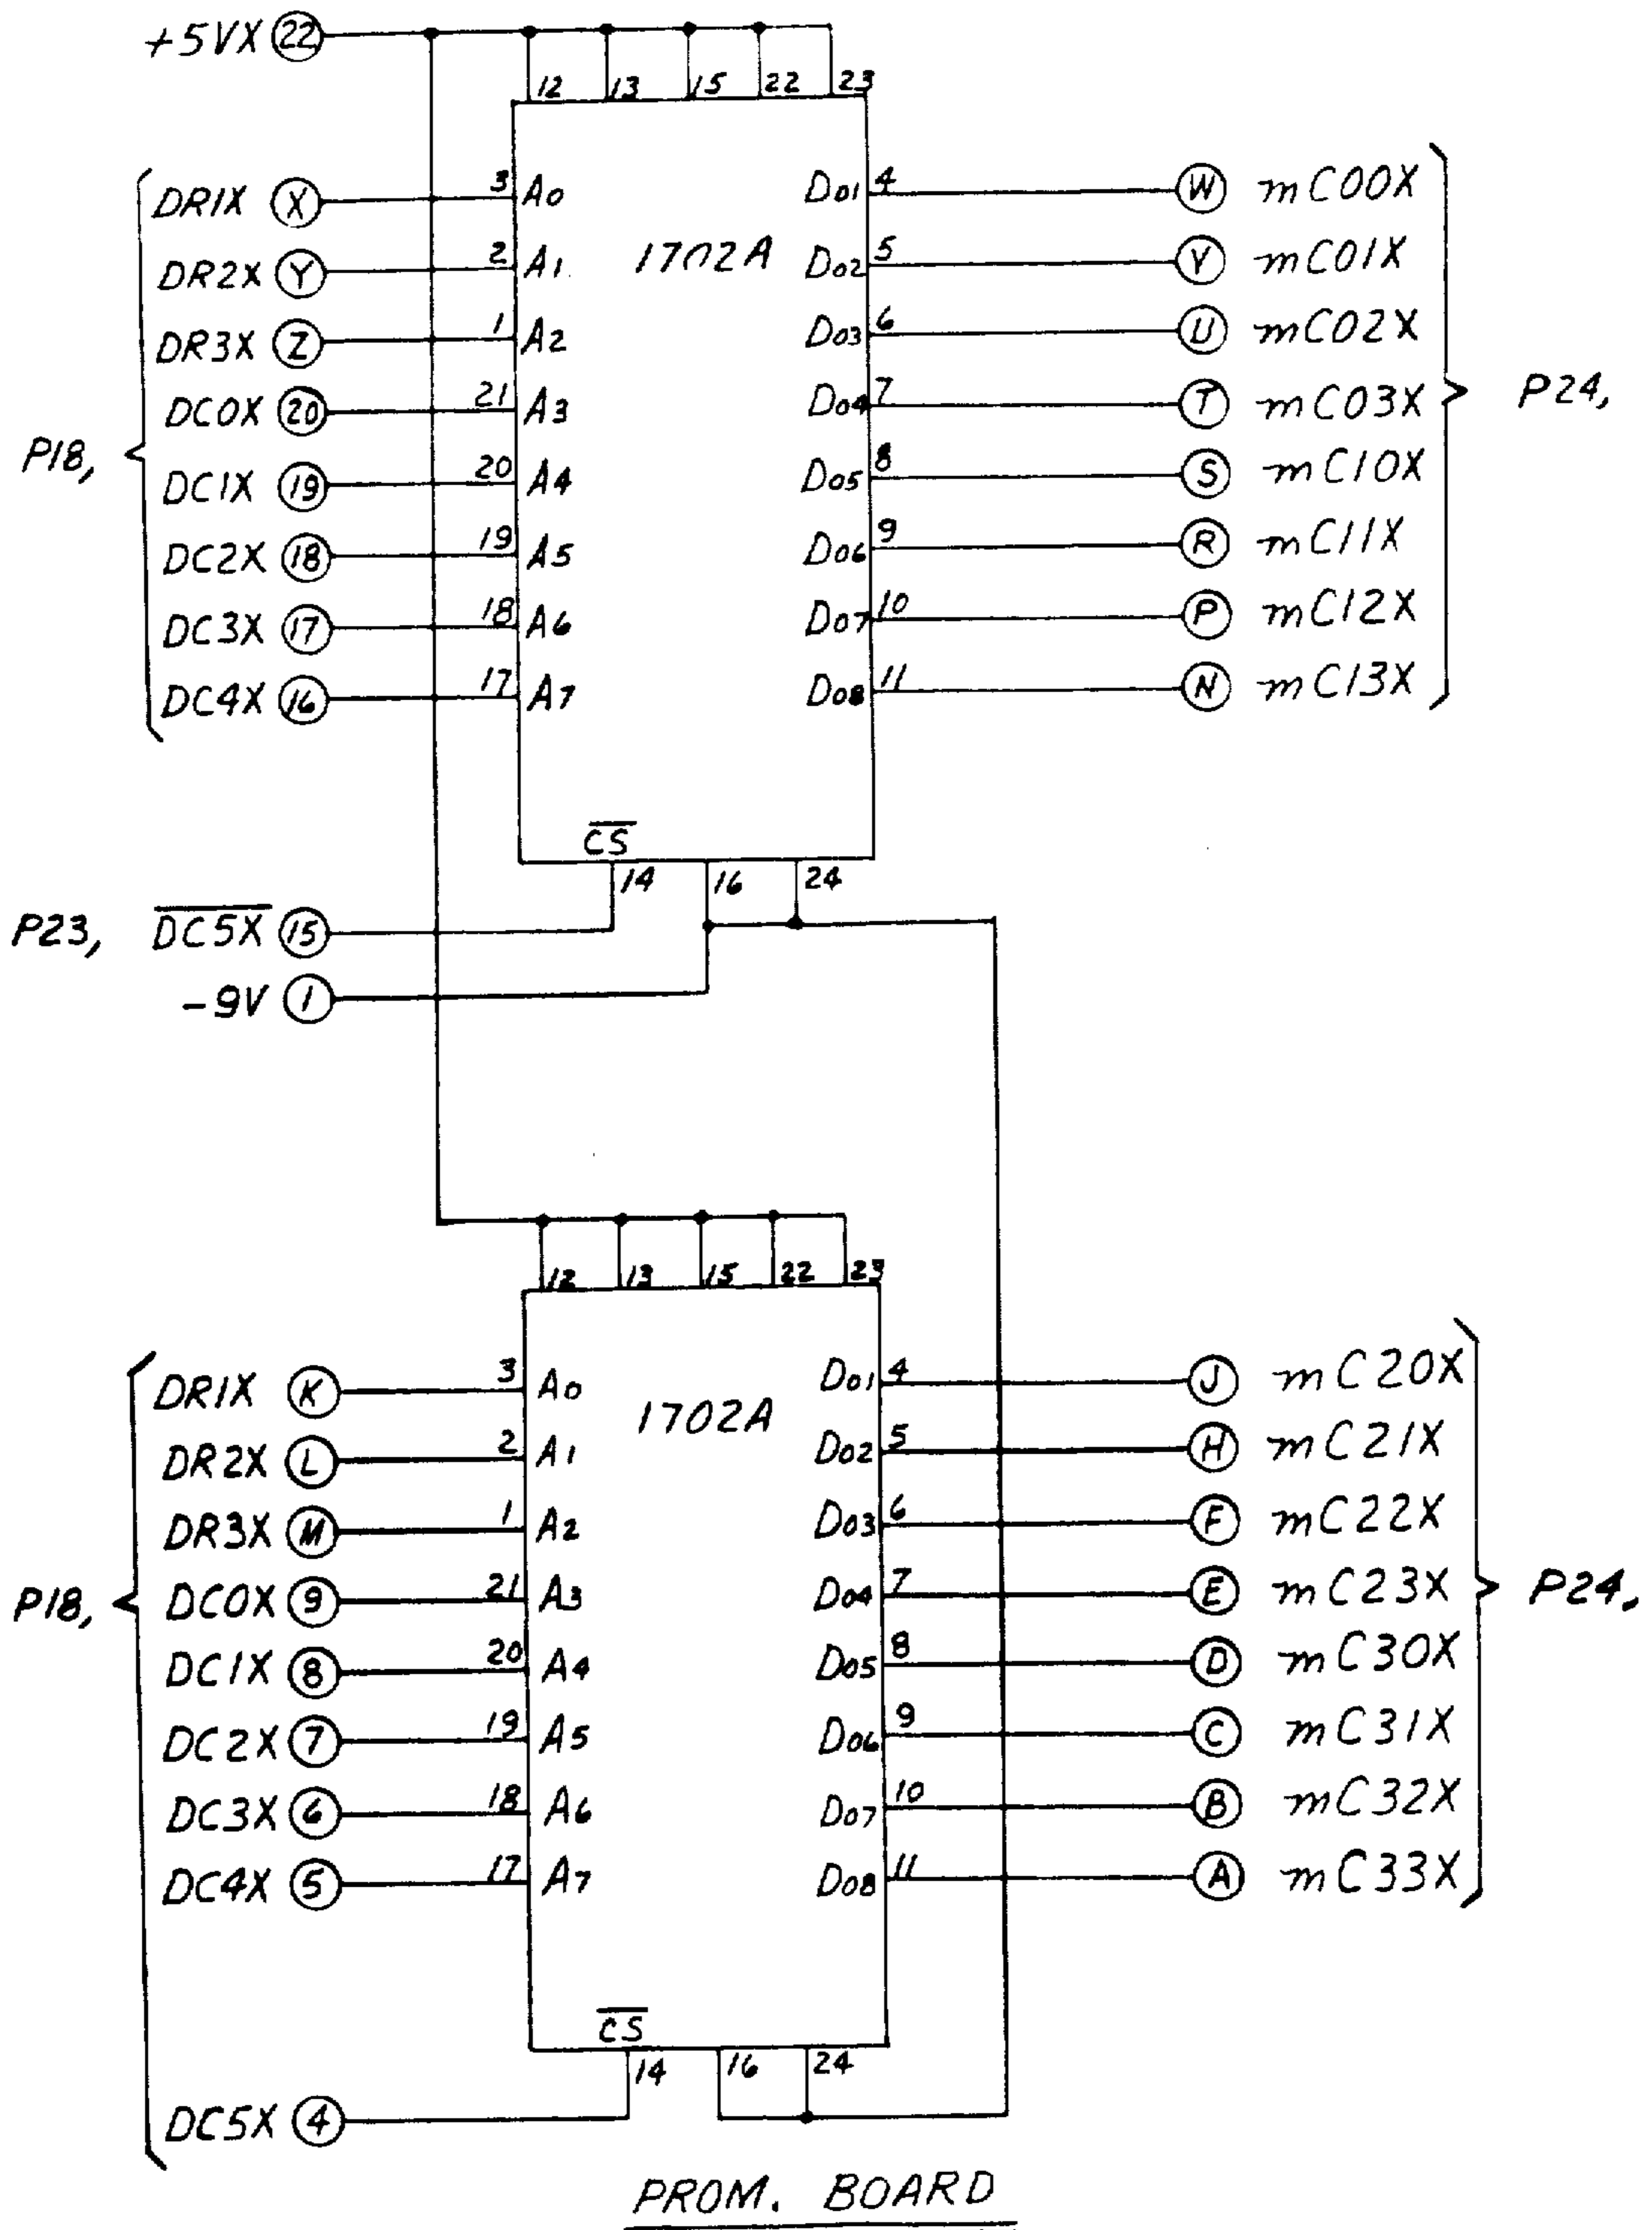 +5VX 22
12 13 15 22 23
DR1X X 3 A0 D01 4 W mC00X
DR2X Y 2 A1 1702A D02 5 V mC01X
DR3X Z 1 A2 D03 6 U mC02X
DC0X 20 21 A3 D04 7 T mC03X P24,
P18, DC1X 19 20 A4 D05 8 S mC10X
DC2X 18 19 A5 D06 9 R mC11X
DC3X 17 18 A6 D07 10 P mC12X
DC4X 16 17 A7 D08 11 N mC13X
C̅S̅
14 16 24
P23, D̅C̅5̅X̅ 15
-9V 1
12 13 15 22 23
DR1X K 3 A0 D01 4 J mC20X
1702A
DR2X L 2 A1 D02 5 H mC21X
DR3X M 1 A2 D03 6 F mC22X
P18, DC0X 9 21 A3 D04 7 E mC23X P24,
DC1X 8 20 A4 D05 8 D mC30X
DC2X 7 19 A5 D06 9 C mC31X
DC3X 6 18 A6 D07 10 B mC32X
DC4X 5 17 A7 D08 11 A mC33X
C̅S̅
14 16 24
DC5X 4
PROM. BOARD